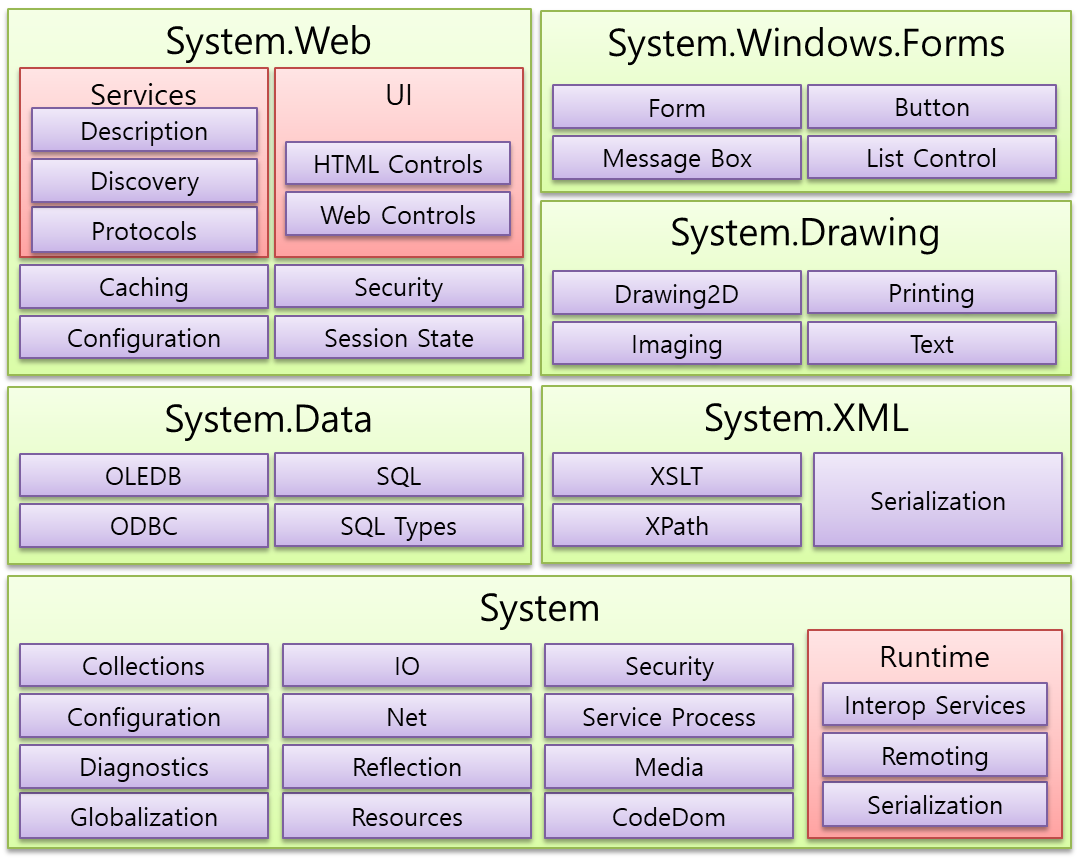 System.Web
Services
Description
Discovery
Protocols
UI
HTML Controls
Web Controls
Caching
Security
Configuration
Session State
System.Windows.Forms
Form
Button
Message Box
List Control
System.Drawing
Drawing2D
Printing
Imaging
Text
System.Data
OLEDB
SQL
ODBC
SQL Types
System.XML
XSLT
XPath
Serialization
System
Collections
IO
Security
Configuration
Net
Service Process
Diagnostics
Reflection
Media
Globalization
Resources
CodeDom
Runtime
Interop Services
Remoting
Serialization